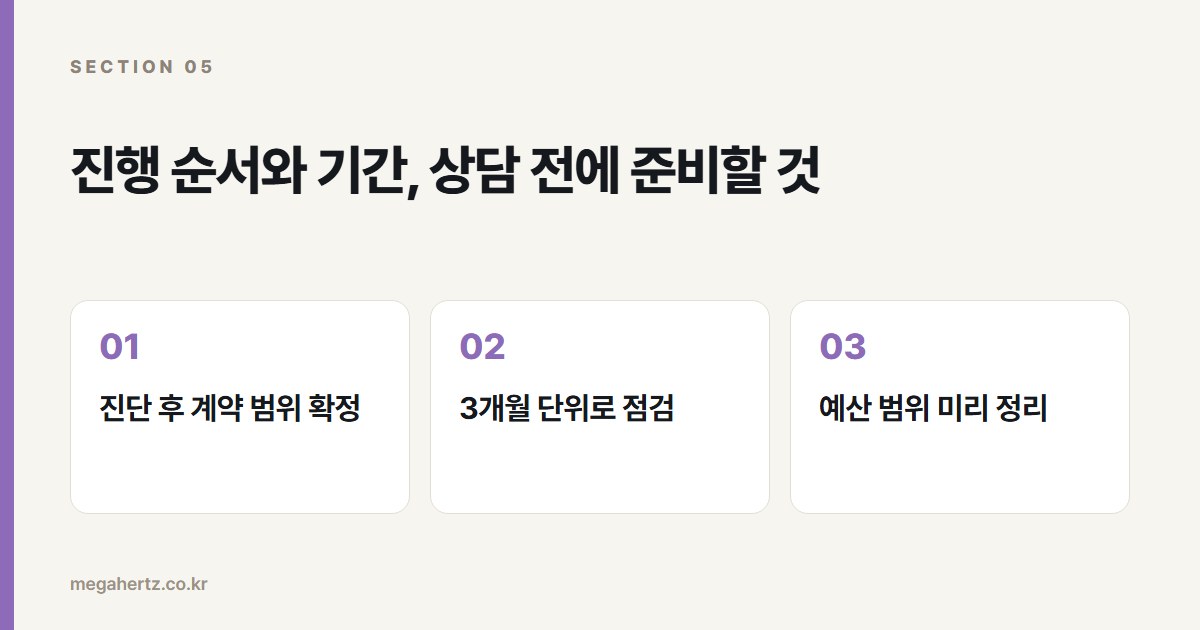 SECTION 05
진행 순서와 기간, 상담 전에 준비할 것
01
진단 후 계약 범위 확정
02
3개월 단위로 점검
03
예산 범위 미리 정리
megahertz.co.kr